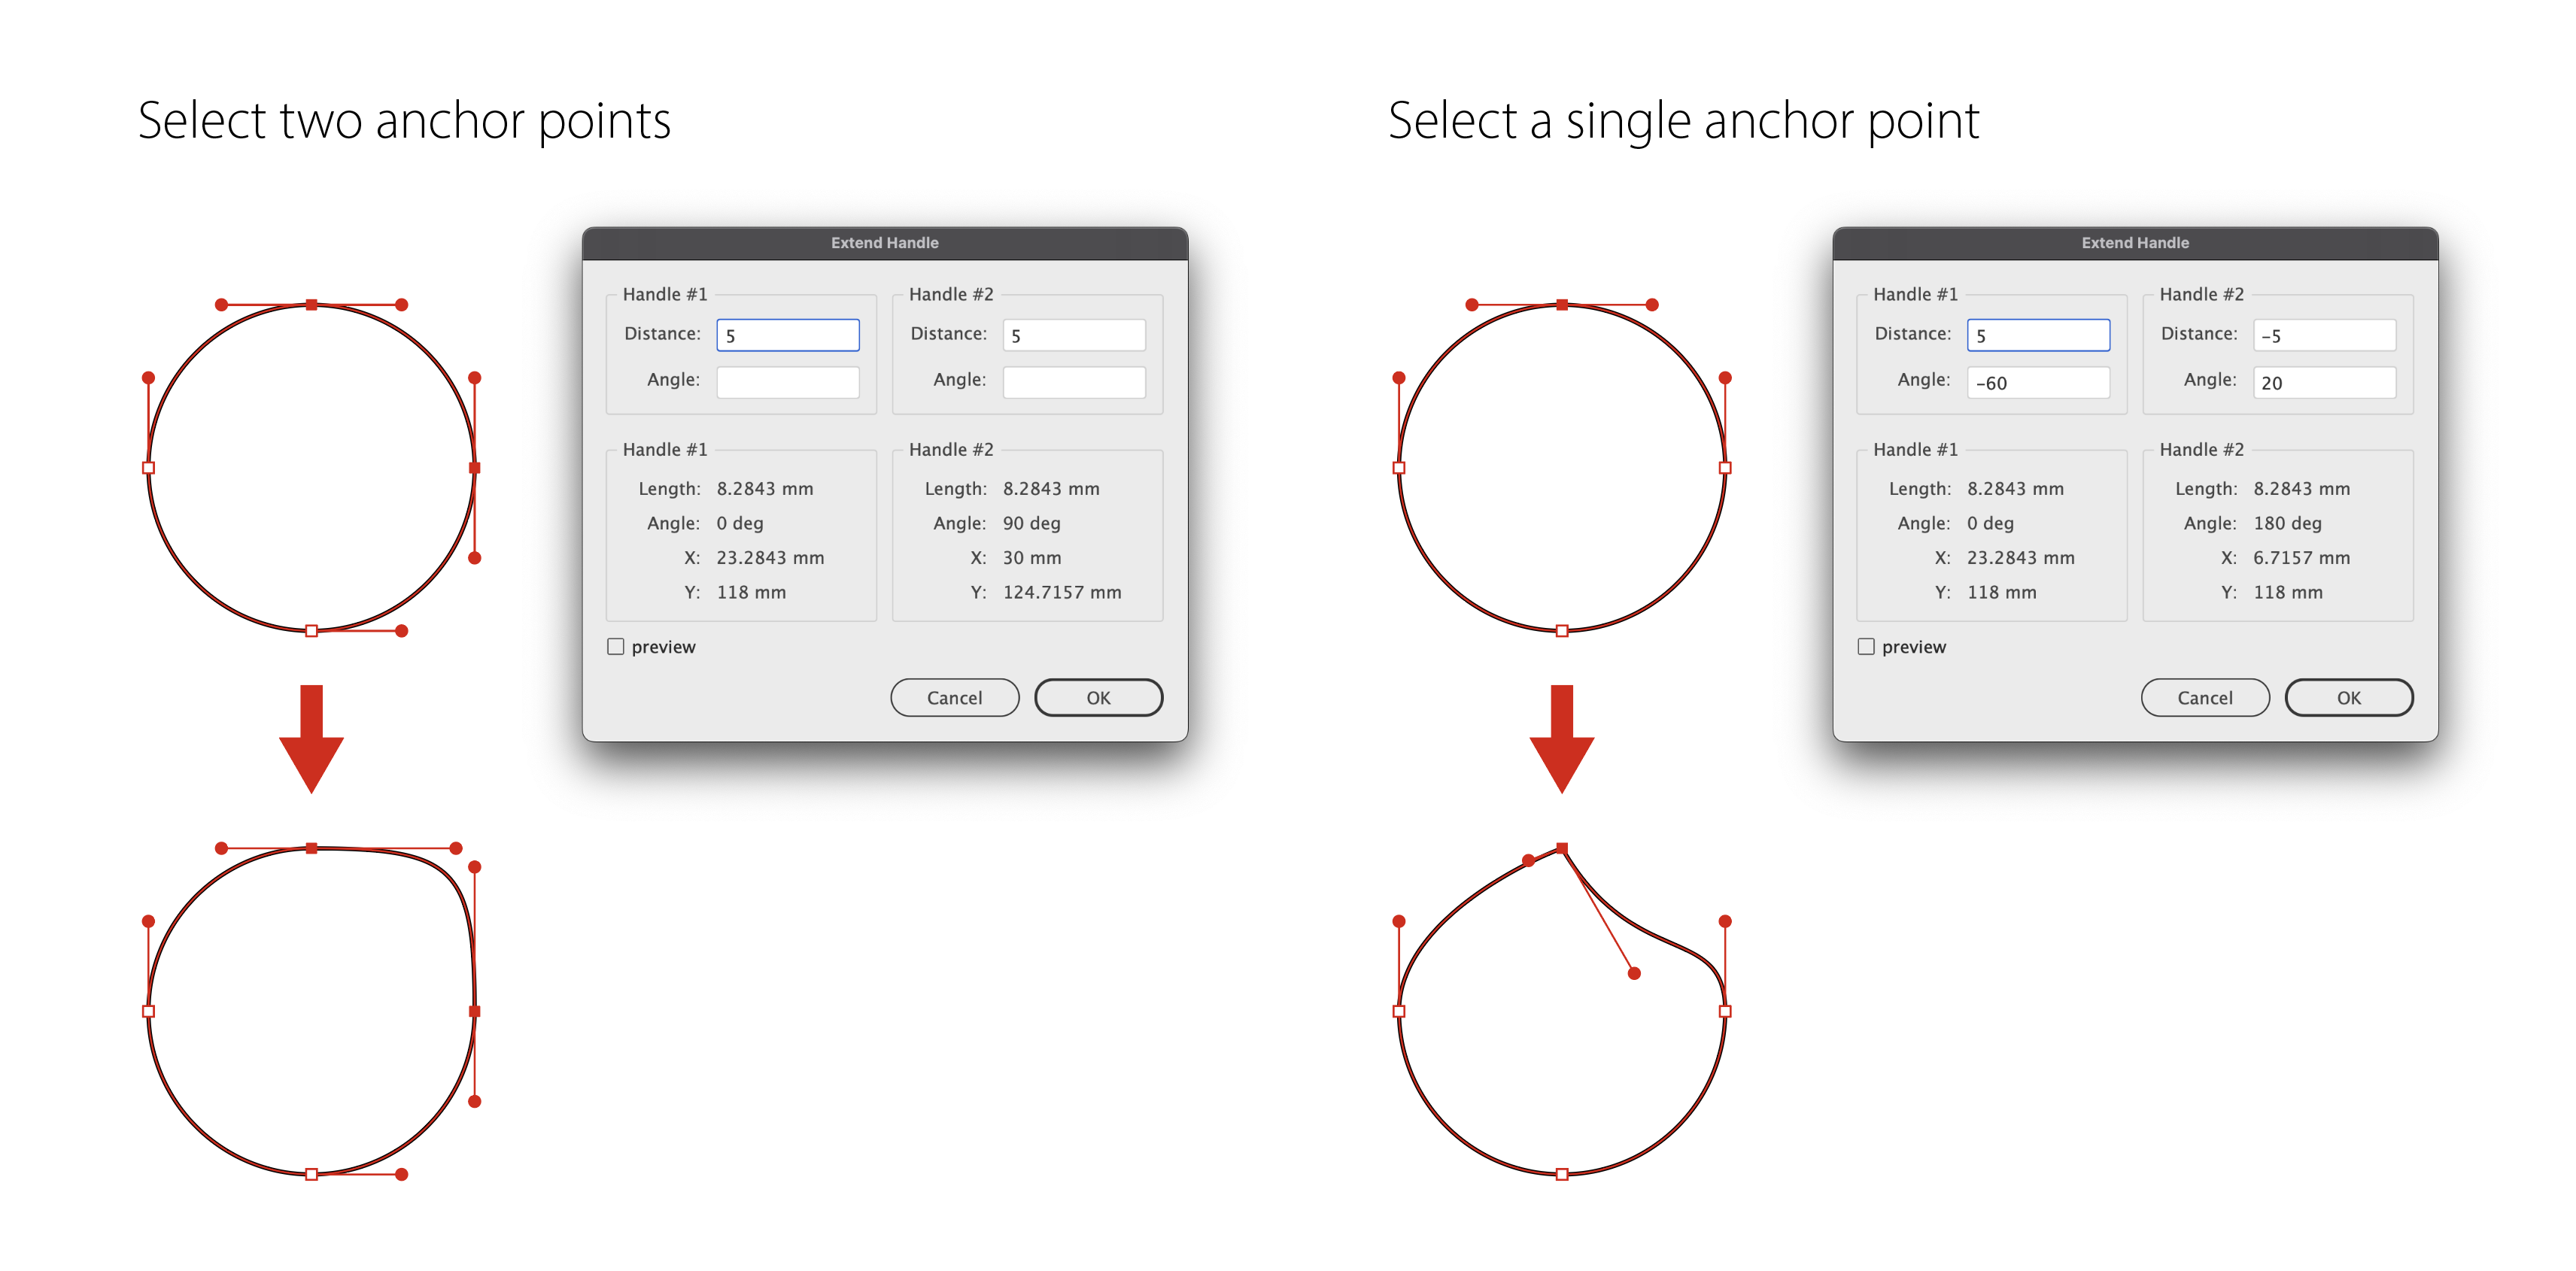 Select two anchor points
Extend Handle
Handle #1
Distance: 5
Angle:
Handle #2
Distance: 5
Angle:
Handle #1
Length: 8.2843 mm
Angle: 0 deg
X: 23.2843 mm
Y: 118 mm
Handle #2
Length: 8.2843 mm
Angle: 90 deg
X: 30 mm
Y: 124.7157 mm
preview
Cancel
OK
Select a single anchor point
Extend Handle
Handle #1
Distance: 5
Angle: -60
Handle #2
Distance: -5
Angle: 20
Handle #1
Length: 8.2843 mm
Angle: 0 deg
X: 23.2843 mm
Y: 118 mm
Handle #2
Length: 8.2843 mm
Angle: 180 deg
X: 6.7157 mm
Y: 118 mm
preview
Cancel
OK